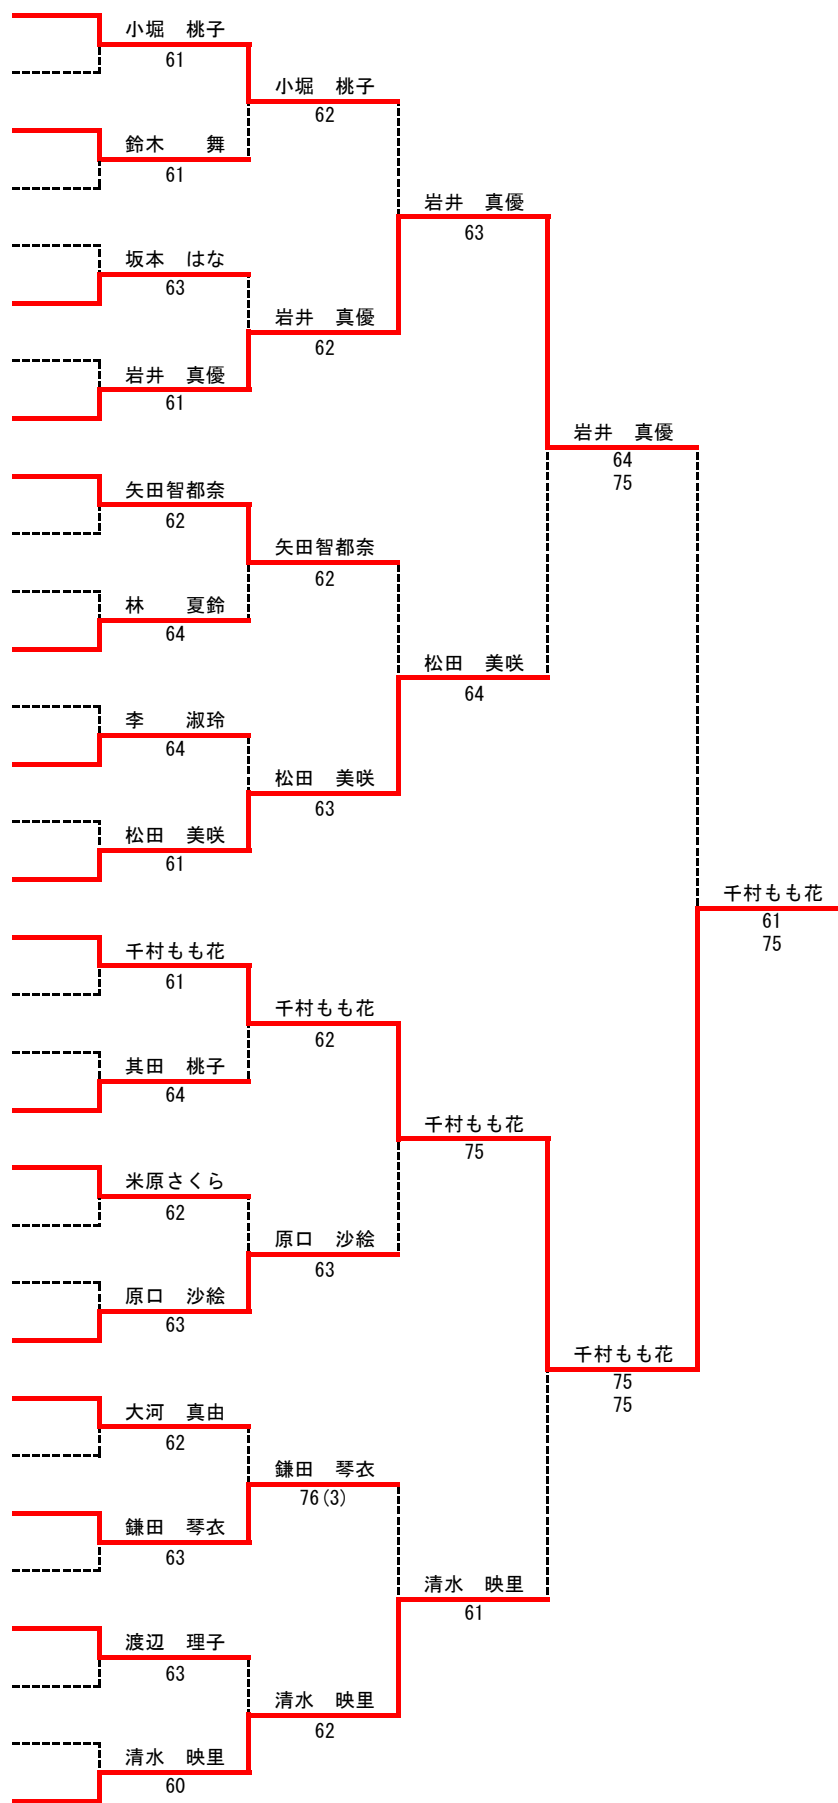 小堀　桃子
61
小堀　桃子
62
鈴木　　舞
61
岩井　真優
63
坂本　はな
63
岩井　真優
62
岩井　真優
61
岩井　真優
64
75
矢田智都奈
62
矢田智都奈
62
林　　夏鈴
64
松田　美咲
64
李　　淑玲
64
松田　美咲
63
松田　美咲
61
千村もも花
61
75
千村もも花
61
千村もも花
62
其田　桃子
64
千村もも花
75
米原さくら
62
原口　沙絵
63
原口　沙絵
63
千村もも花
75
75
大河　真由
62
鎌田　琴衣
76(3)
鎌田　琴衣
63
清水　映里
61
渡辺　理子
63
清水　映里
62
清水　映里
60